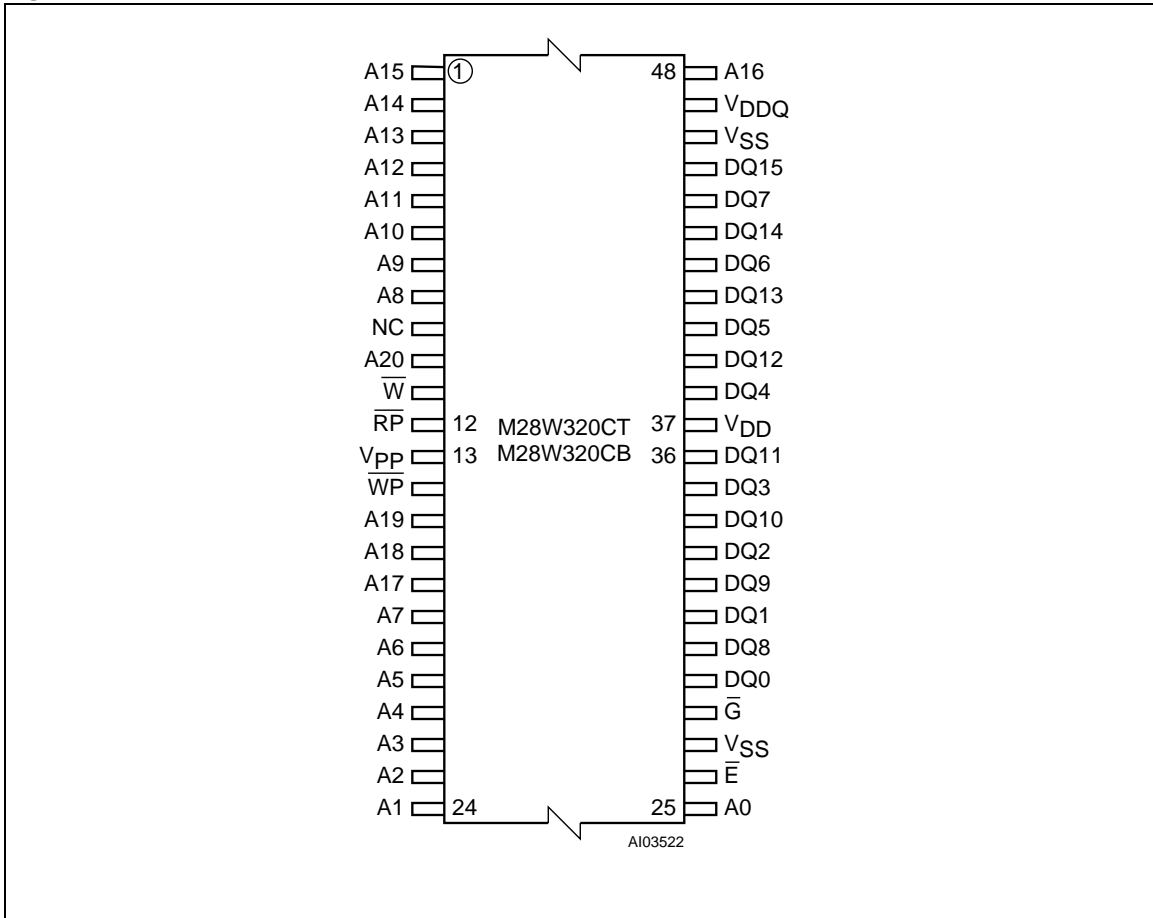 A15 ① 48 A16
A14 VDDQ
A13 VSS
A12 DQ15
A11 DQ7
A10 DQ14
A9 DQ6
A8 DQ13
NC DQ5
A20 DQ12
W̅ DQ4
R̅P̅ 12 M28W320CT 37 VDD
VPP 13 M28W320CB 36 DQ11
W̅P̅ DQ3
A19 DQ10
A18 DQ2
A17 DQ9
A7 DQ1
A6 DQ8
A5 DQ0
A4 G̅
A3 VSS
A2 E̅
A1 24 25 A0
AI03522